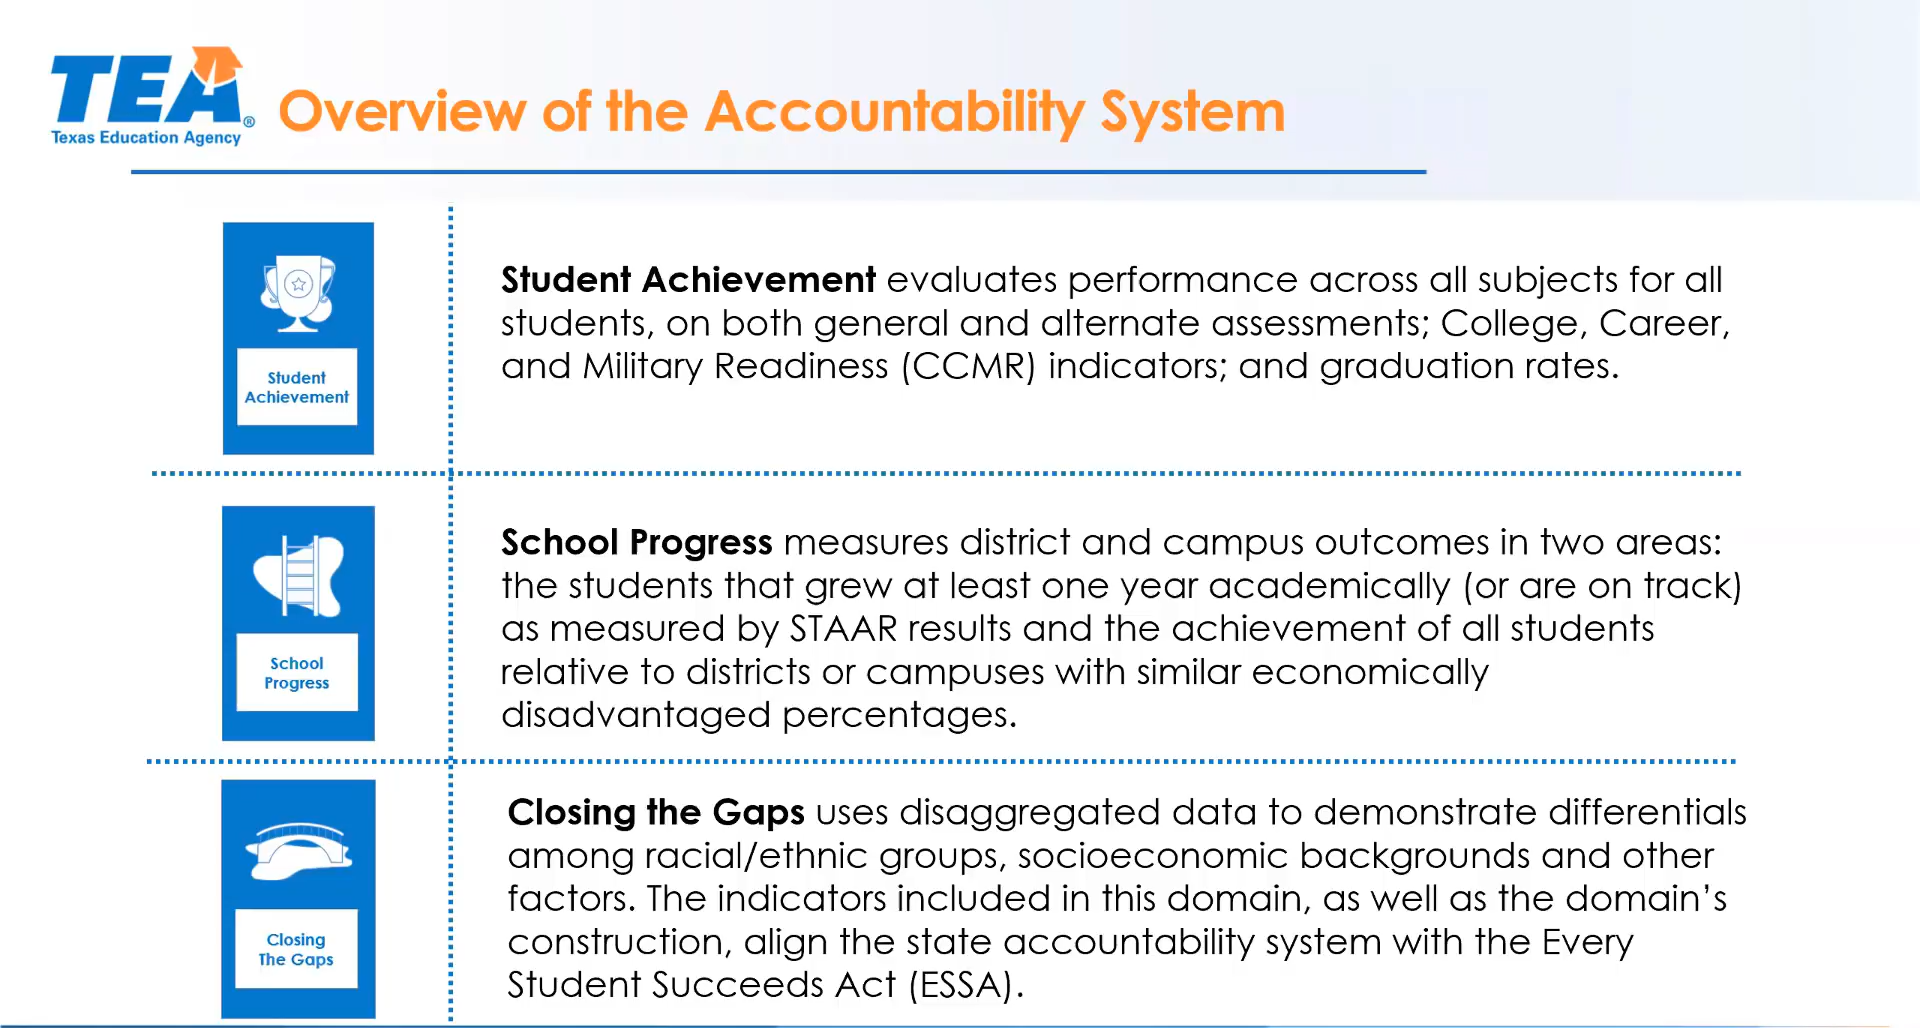 TEA®
Texas Education Agency
Overview of the Accountability System
Student
Achievement
Student Achievement evaluates performance across all subjects for all
students, on both general and alternate assessments; College, Career,
and Military Readiness (CCMR) indicators; and graduation rates.
School
Progress
School Progress measures district and campus outcomes in two areas:
the students that grew at least one year academically (or are on track)
as measured by STAAR results and the achievement of all students
relative to districts or campuses with similar economically
disadvantaged percentages.
Closing
The Gaps
Closing the Gaps uses disaggregated data to demonstrate differentials
among racial/ethnic groups, socioeconomic backgrounds and other
factors. The indicators included in this domain, as well as the domain’s
construction, align the state accountability system with the Every
Student Succeeds Act (ESSA).